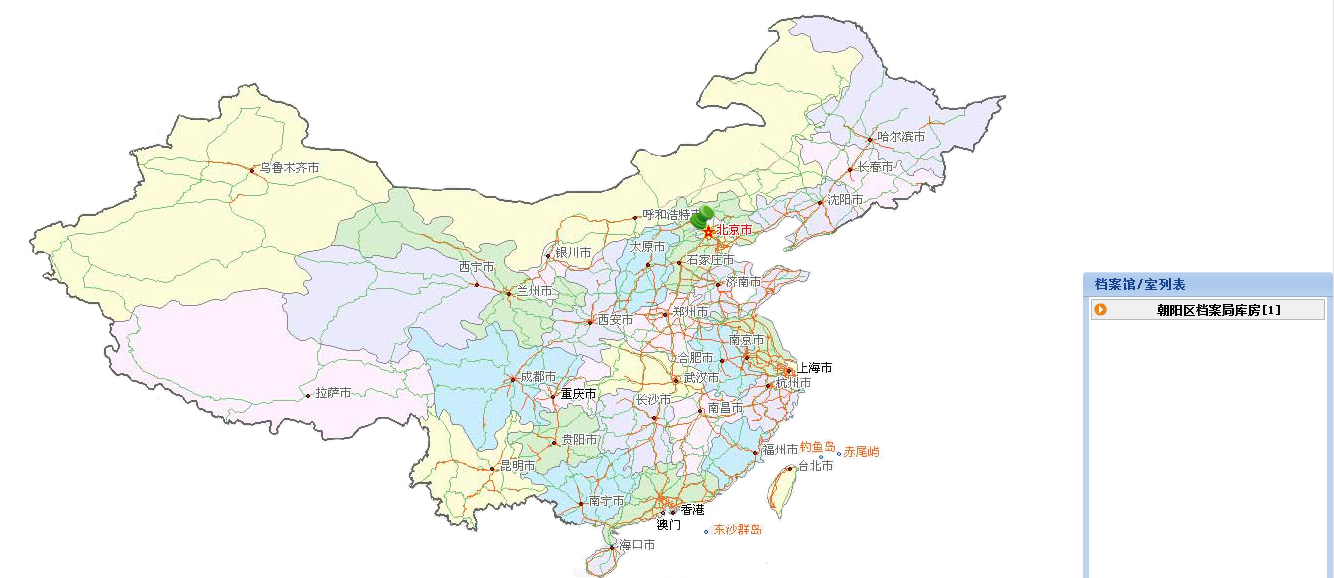 哈尔滨市
乌鲁木齐市
长春市
沈阳市
呼和浩特市
北京市
太原市
银川市
石家庄市
西宁市
济南市
档案馆/室列表
兰州市
朝阳区档案局库房[1]
郑州市
西安市
南京市
合肥市
上海市
成都市
武汉市
杭州市
拉萨市
重庆市
长沙市
南昌市
贵阳市
福州市
钓鱼岛
赤尾屿
昆明市
台北市
南宁市
香港
澳门
东沙群岛
海口市